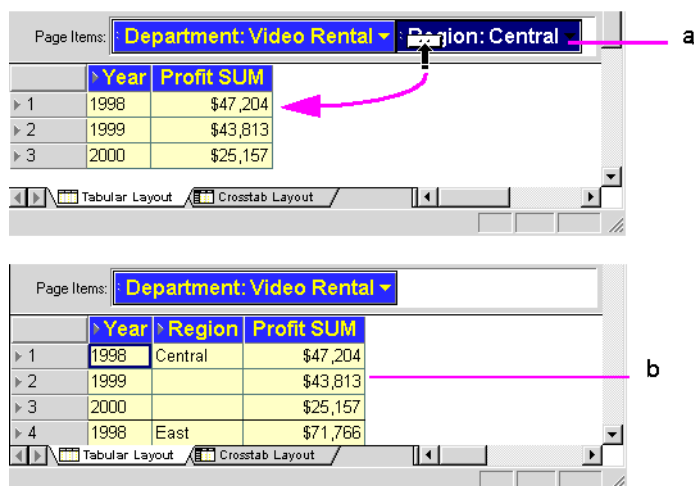 Page Items: Department: Video Rental Region: Central a
Year Profit SUM
1 1998 $47,204
2 1999 $43,813
3 2000 $25,157
Tabular Layout Crosstab Layout
Page Items: Department: Video Rental
Year Region Profit SUM
1 1998 Central $47,204
2 1999 $43,813 b
3 2000 $25,157
4 1998 East $71,766
Tabular Layout Crosstab Layout